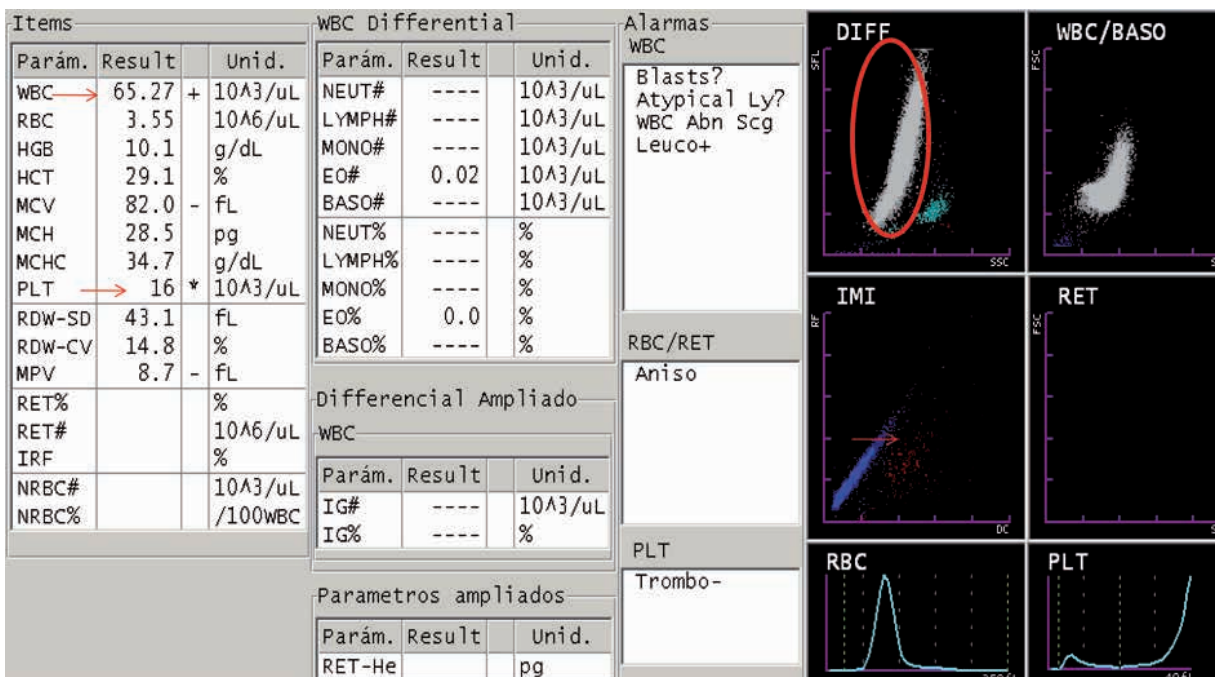 Items
Parám. Result Unid.
WBC 65.27 + 10^3/uL
RBC 3.55 10^6/uL
HGB 10.1 g/dL
HCT 29.1 %
MCV 82.0 - fL
MCH 28.5 pg
MCHC 34.7 g/dL
PLT 16 * 10^3/uL
RDW-SD 43.1 fL
RDW-CV 14.8 %
MPV 8.7 - fL
RET% %
RET# 10^6/uL
IRF %
NRBC# 10^3/uL
NRBC% /100WBC
WBC Differential
Parám. Result Unid.
NEUT# ---- 10^3/uL
LYMPH# ---- 10^3/uL
MONO# ---- 10^3/uL
EO# 0.02 10^3/uL
BASO# ---- 10^3/uL
NEUT% ---- %
LYMPH% ---- %
MONO% ---- %
EO% 0.0 %
BASO% ---- %
Differencial Ampliado
WBC
Parám. Result Unid.
IG# ---- 10^3/uL
IG% ---- %
Parametros ampliados
Parám. Result Unid.
RET-He pg
Alarmas
WBC
Blasts?
Atypical Ly?
WBC Abn Scg
Leuco+
RBC/RET
Aniso
PLT
Trombo-
DIFF
SFL
SSC
WBC/BASO
FSC
S
IMI
RF
DC
RET
FSC
S
RBC
PLT